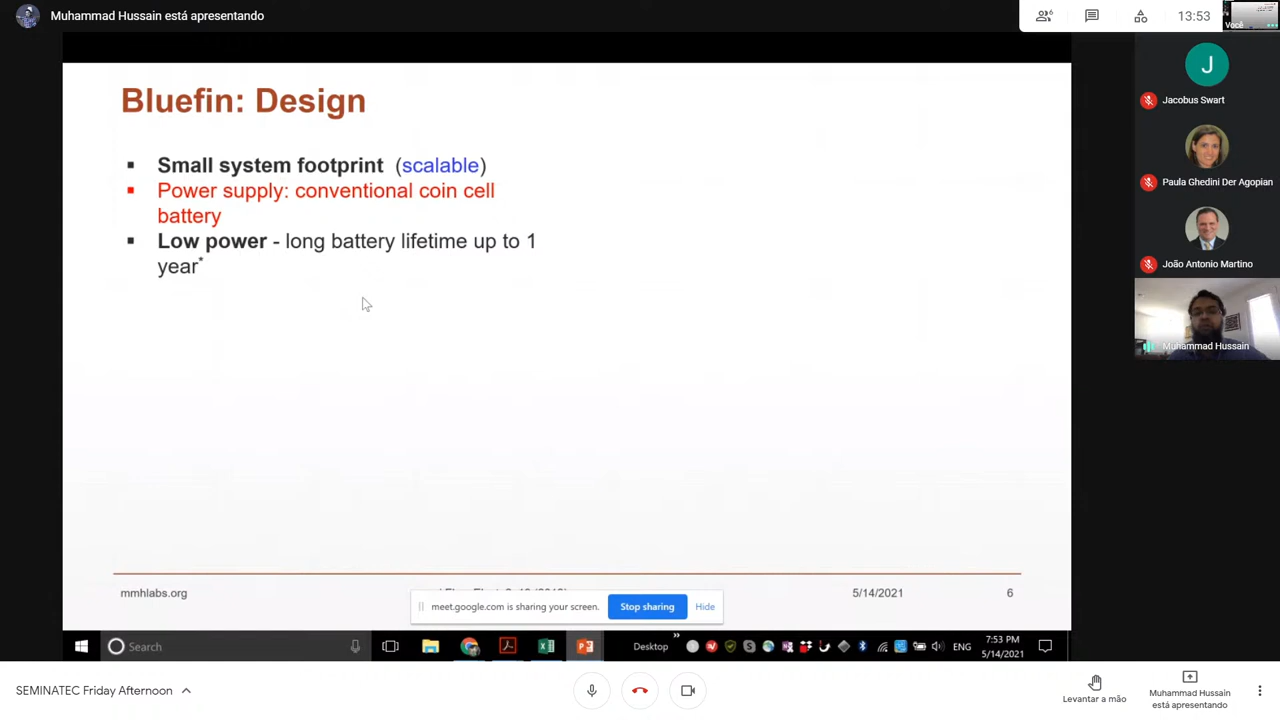 Muhammad Hussain está apresentando
6
13:53
Você
J
Jacobus Swart
Paula Ghedini Der Agopian
João Antonio Martino
Muhammad Hussain
Bluefin: Design
▪ Small system footprint (scalable)
▪ Power supply: conventional coin cell
battery
▪ Low power - long battery lifetime up to 1
year*
mmhlabs.org
5/14/2021
6
meet.google.com is sharing your screen.
Stop sharing
Hide
Search
Desktop
ENG
7:53 PM
5/14/2021
SEMINATEC Friday Afternoon
Levantar a mão
Muhammad Hussain
está apresentando